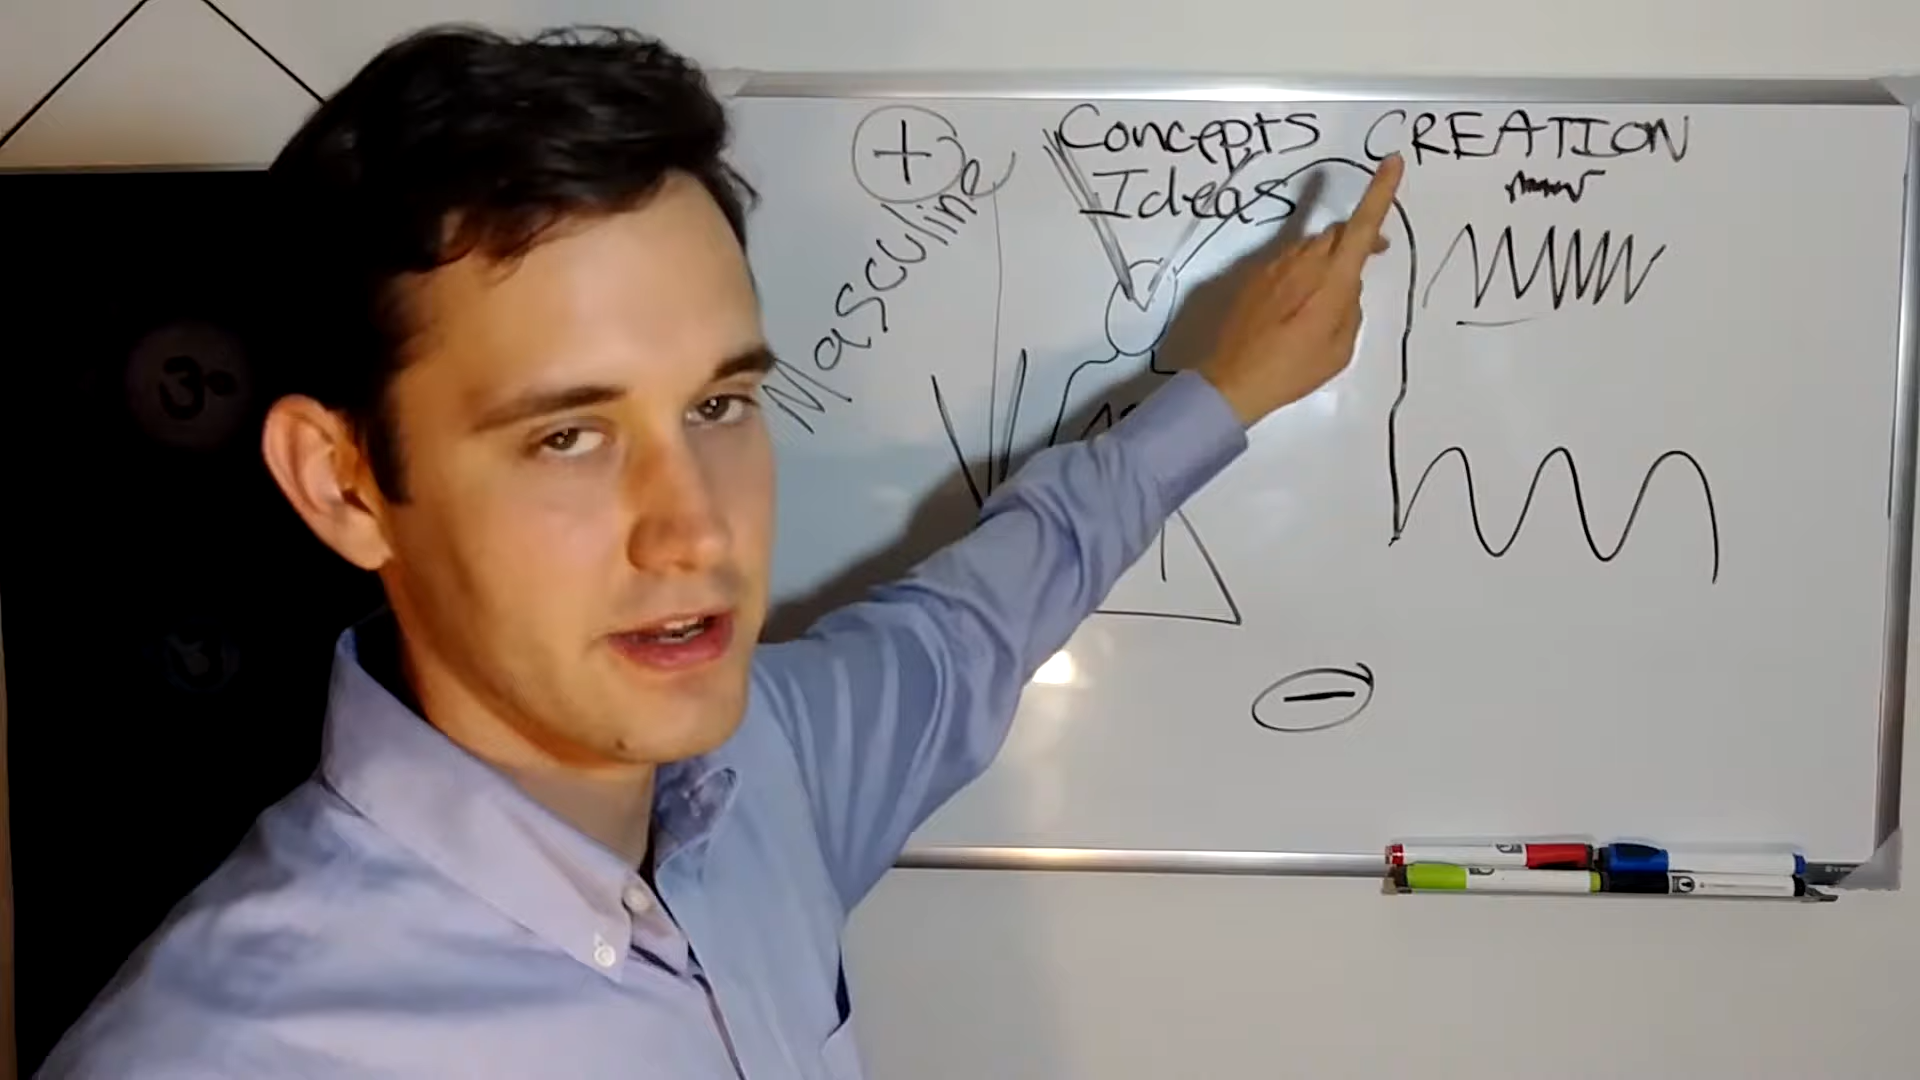 +
Concepts
Ideas
CREATION
Masculine
-
ॐ